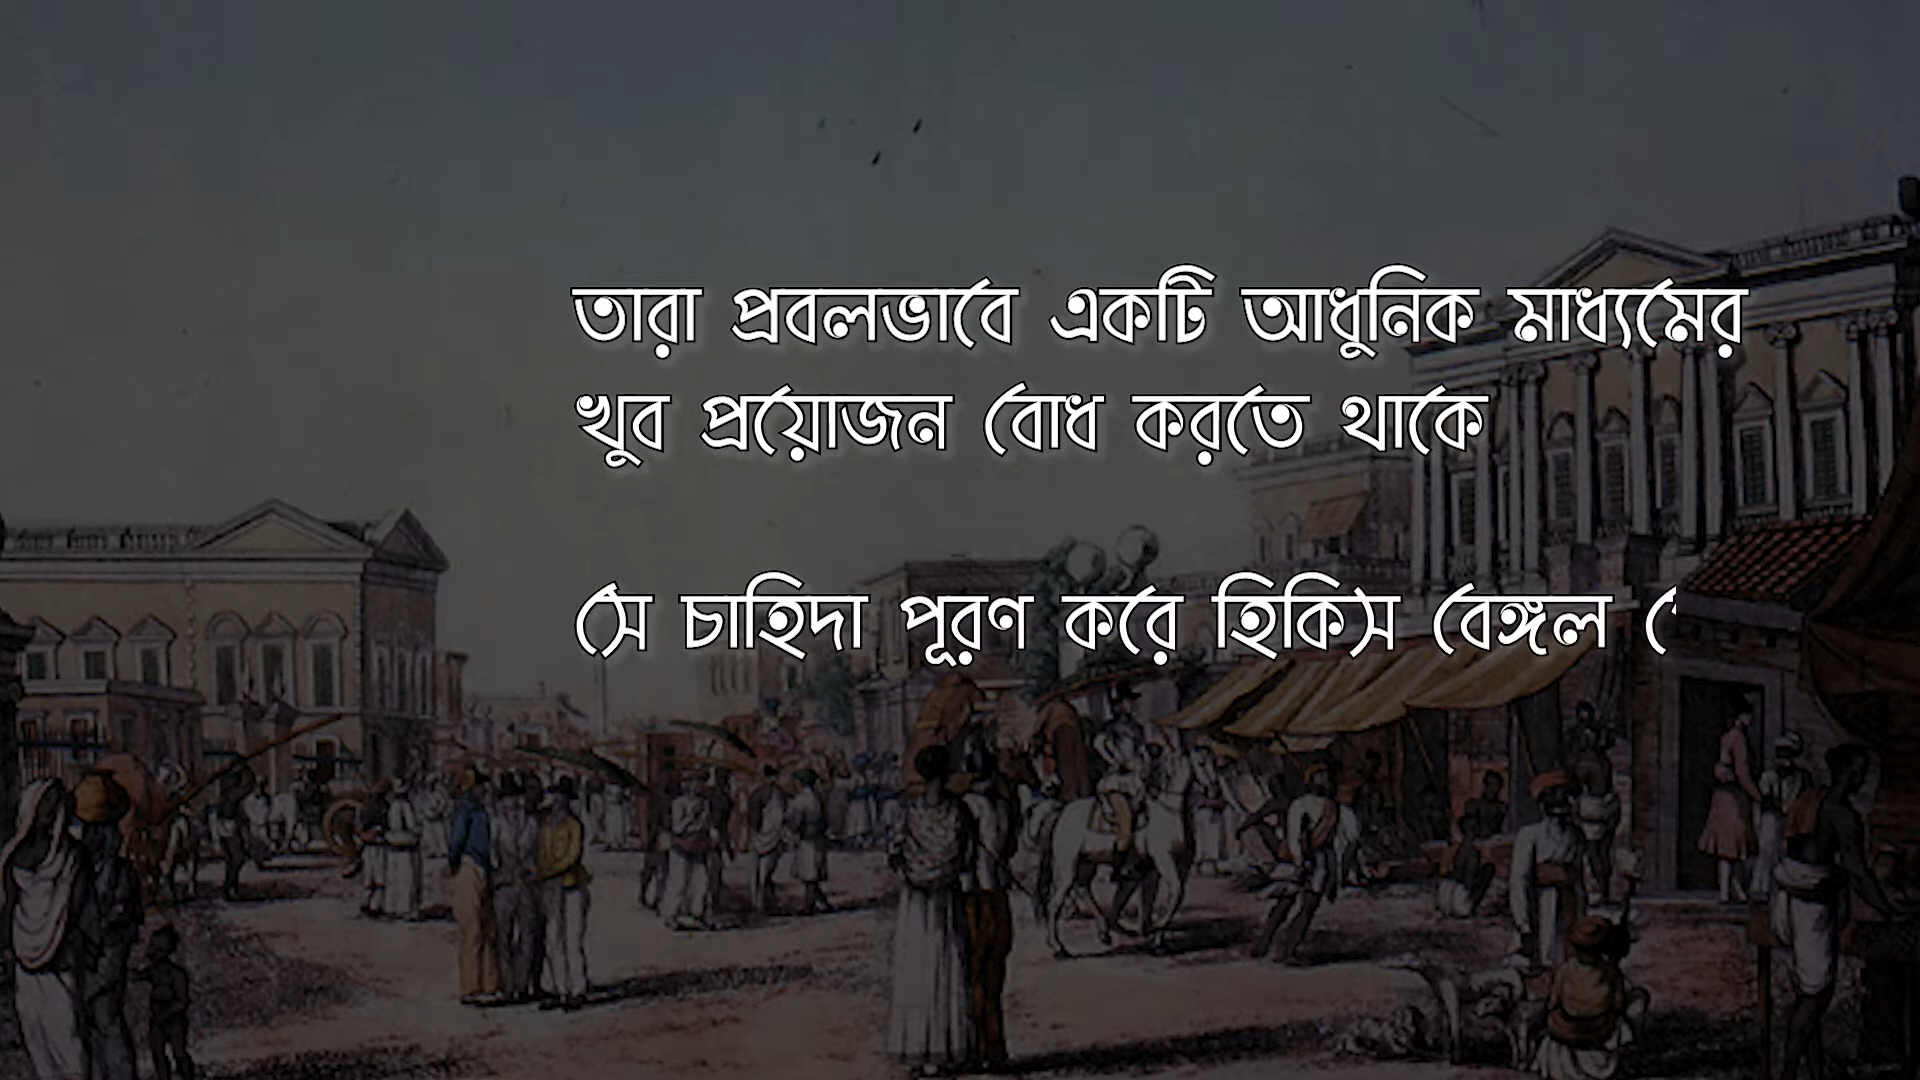 তারা প্রবলভাবে একটি আধুনিক মাধ্যমের
খুব প্রয়োজন বোধ করতে থাকে
সে চাহিদা পূরণ করে হিকিস বেঙ্গল